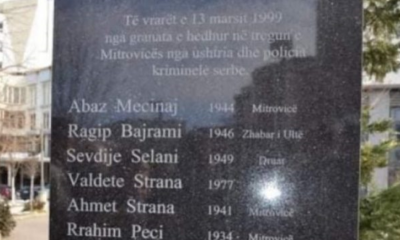 Të vrarët e 13 marsit 1999
nga granata e hedhur në tregun e
Mitrovicës nga ushtria dhe policia
kriminele serbe.
Abaz Mecinaj 1944 Mitrovicë
Ragip Bajrami 1946 Zhabar i Ultë
Sevdije Selani 1949
Valdete Strana 1977
Ahmet Strana 1941 Mitrovicë
Rrahim Peci 1934 Mitrovicë